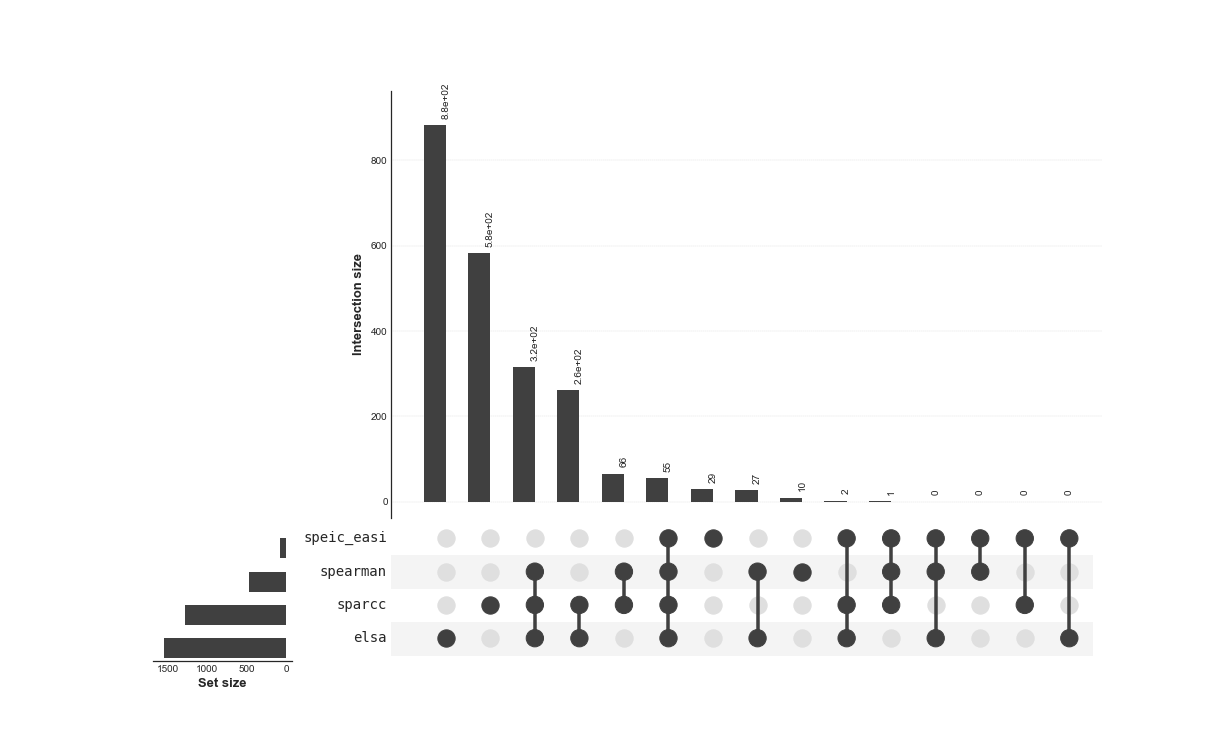 8.8e+02
5.8e+02
3.2e+02
2.6e+02
66
55
29
27
10
2
1
0
0
0
0
Intersection size
800
600
400
200
0
speic_easi
spearman
sparcc
elsa
1500 1000 500 0
Set size